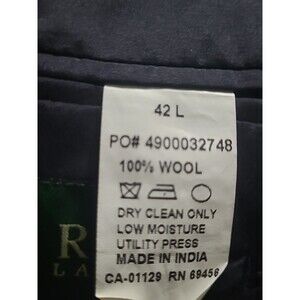 42 L
PO# 4900032748
100% WOOL
DRY CLEAN ONLY
LOW MOISTURE
UTILITY PRESS
MADE IN INDIA
CA-01129 RN 69456
R
LA